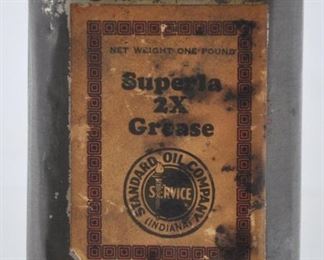 NET WEIGHT ONE POUND
Superla
2X
Grease
STANDARD OIL COMPANY
SERVICE
(INDIANA)